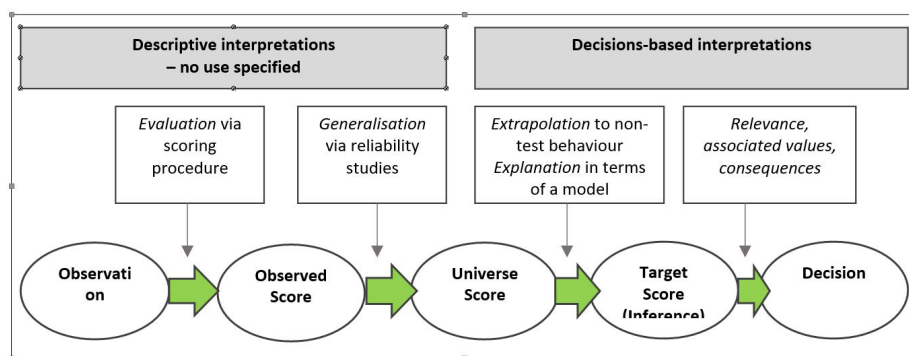 Descriptive interpretations
– no use specified
Decisions-based interpretations
Evaluation via
scoring
procedure
Generalisation
via reliability
studies
Extrapolation to non-
test behaviour
Explanation in terms
of a model
Relevance,
associated values,
consequences
Observati
on
Observed
Score
Universe
Score
Target
Score
(Inference)
Decision